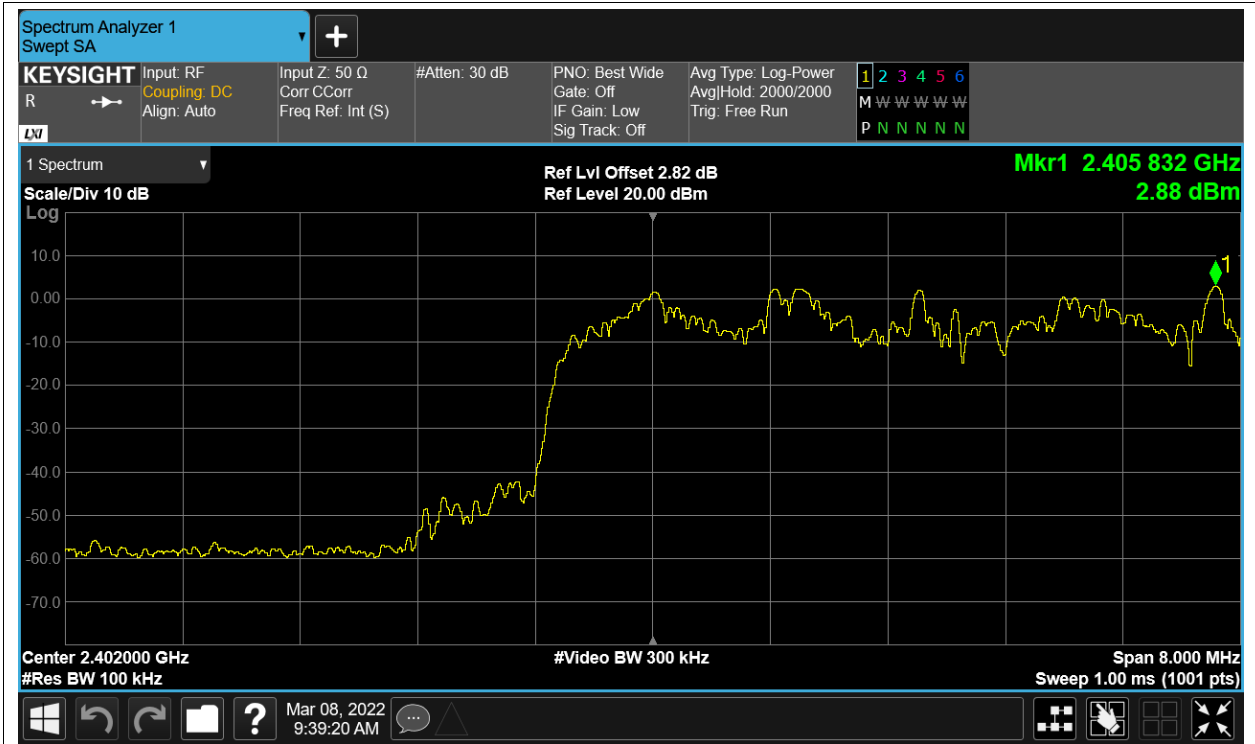 Spectrum Analyzer 1
Swept SA
KEYSIGHT
R
LXI
Input: RF
Coupling: DC
Align: Auto
Input Z: 50 Ω
Corr CCorr
Freq Ref: Int (S)
#Atten: 30 dB
PNO: Best Wide
Gate: Off
IF Gain: Low
Sig Track: Off
Avg Type: Log-Power
Avg|Hold: 2000/2000
Trig: Free Run
1 2 3 4 5 6
M W W W W W
P N N N N N
1 Spectrum
Scale/Div 10 dB
Log
Ref Lvl Offset 2.82 dB
Ref Level 20.00 dBm
Mkr1 2.405 832 GHz
2.88 dBm
1
10.0
0.00
-10.0
-20.0
-30.0
-40.0
-50.0
-60.0
-70.0
Center 2.402000 GHz
#Res BW 100 kHz
#Video BW 300 kHz
Span 8.000 MHz
Sweep 1.00 ms (1001 pts)
?
Mar 08, 2022
9:39:20 AM